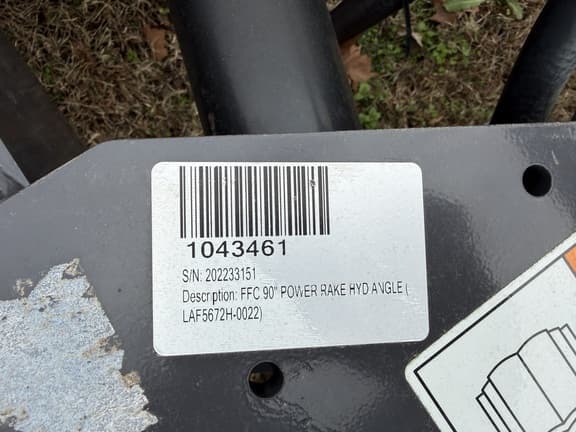 1043461
S/N: 202233151
Description: FFC 90" POWER RAKE HYD ANGLE (
LAF5672H-0022)